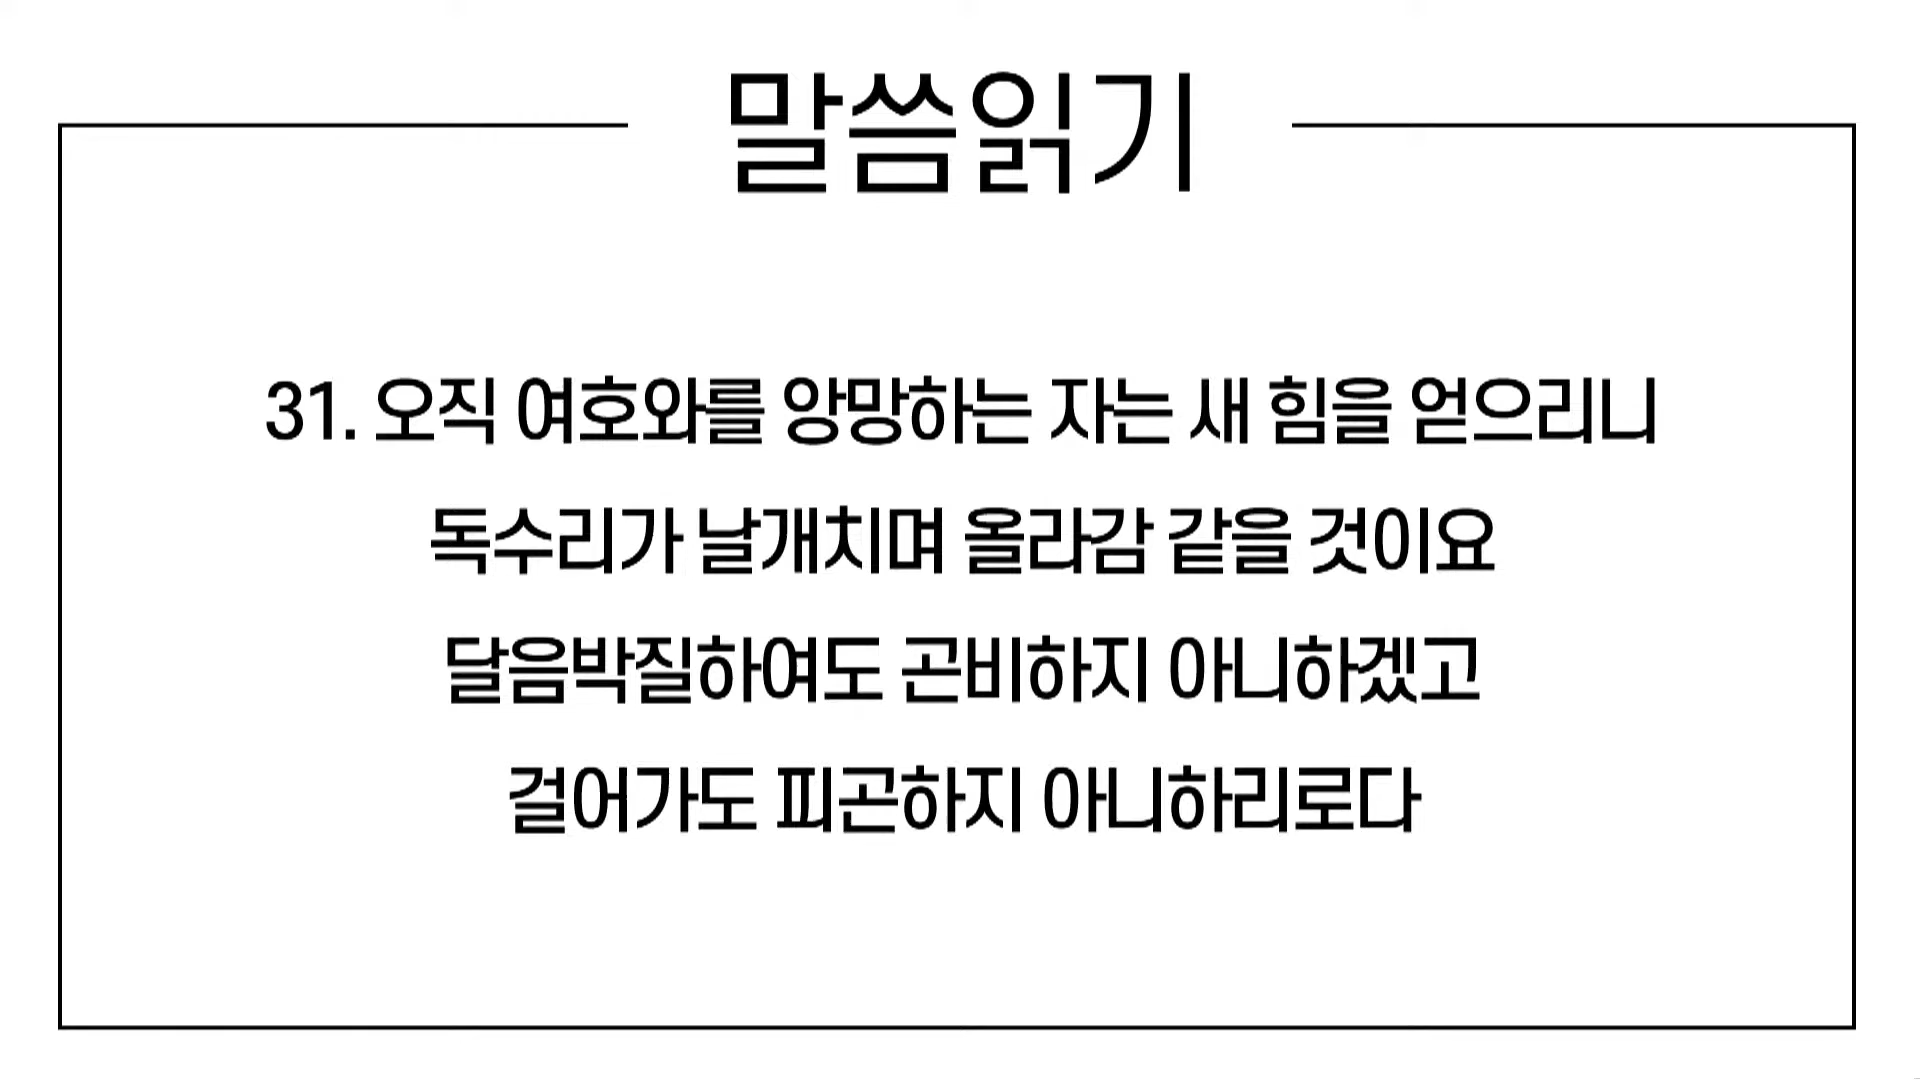 말씀읽기
31. 오직 여호와를 앙망하는 자는 새 힘을 얻으리니
독수리가 날개치며 올라감 같을 것이요
달음박질하여도 곤비하지 아니하겠고
걸어가도 피곤하지 아니하리로다